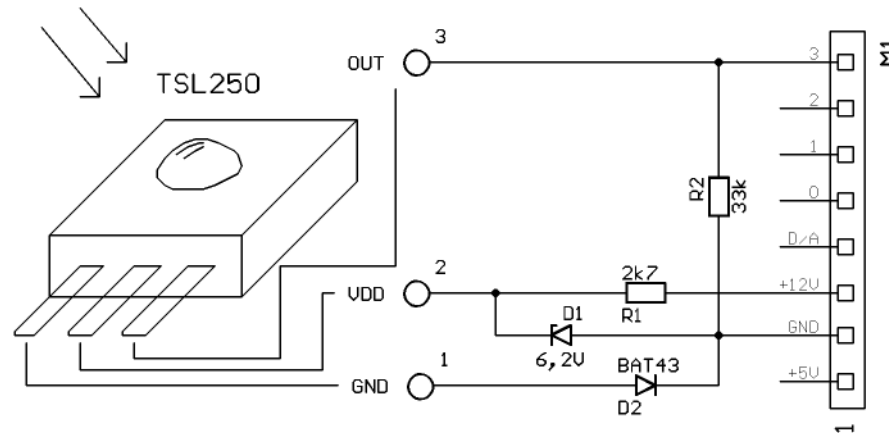 TSL250
OUT 3
VDD 2
GND 1
R2
33k
2k7
R1
D1
6,2V
BAT43
D2
3
2
1
0
D/A
+12V
GND
+5V
M1
1